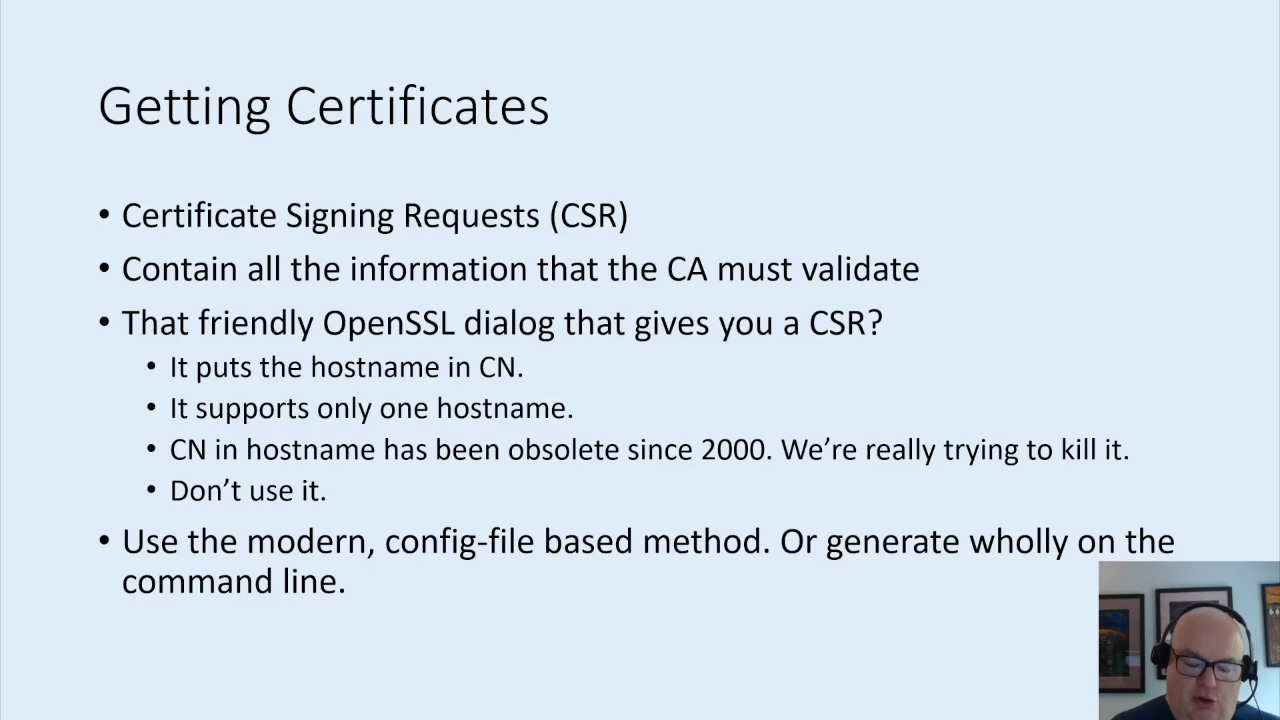 Getting Certificates
• Certificate Signing Requests (CSR)
• Contain all the information that the CA must validate
• That friendly OpenSSL dialog that gives you a CSR?
• It puts the hostname in CN.
• It supports only one hostname.
• CN in hostname has been obsolete since 2000. We’re really trying to kill it.
• Don’t use it.
• Use the modern, config-file based method. Or generate wholly on the
command line.